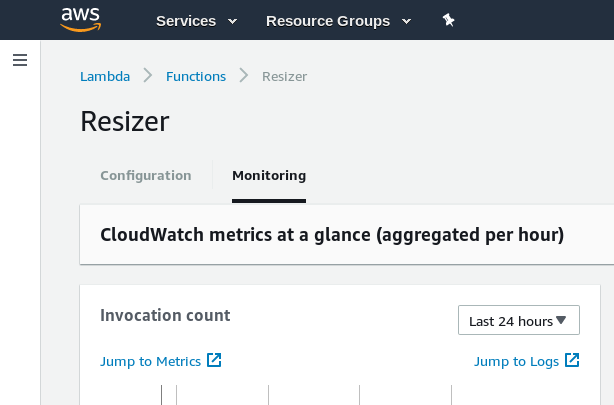 aws Services Resource Groups
Lambda Functions Resizer
Resizer
Configuration Monitoring
CloudWatch metrics at a glance (aggregated per hour)
Invocation count Last 24 hours
Jump to Metrics Jump to Logs